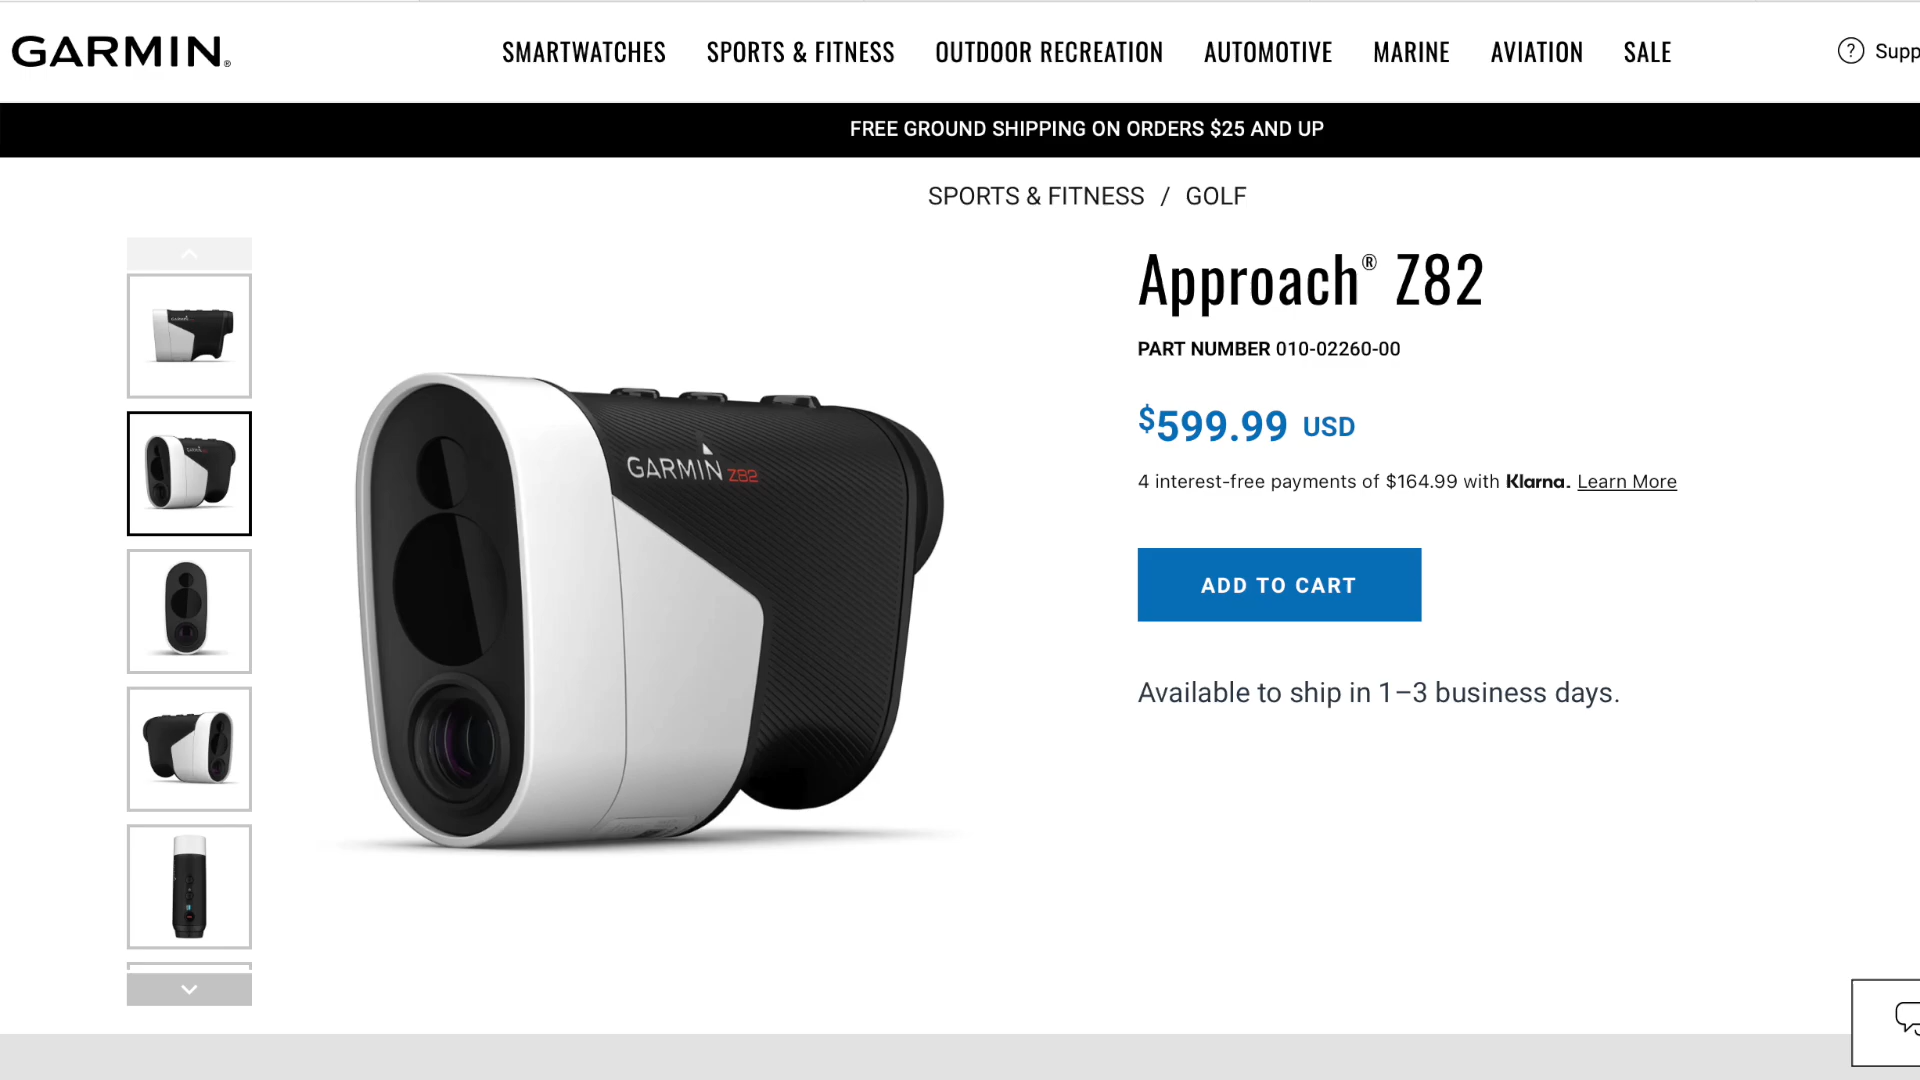 GARMIN®
SMARTWATCHES SPORTS & FITNESS OUTDOOR RECREATION AUTOMOTIVE MARINE AVIATION SALE
? Supp
FREE GROUND SHIPPING ON ORDERS $25 AND UP
SPORTS & FITNESS / GOLF
Approach® Z82
PART NUMBER 010-02260-00
$599.99 USD
4 interest-free payments of $164.99 with Klarna. Learn More
ADD TO CART
Available to ship in 1–3 business days.
GARMIN Z82